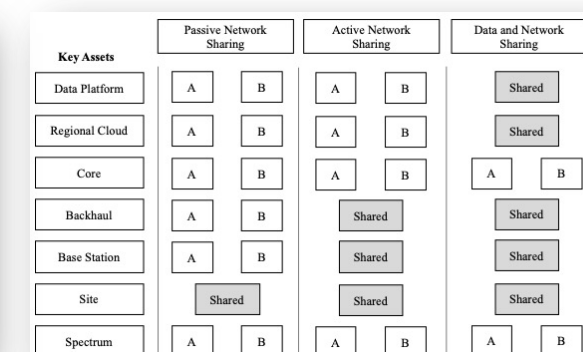 Passive Network
Sharing
Active Network
Sharing
Data and Network
Sharing
Key Assets
Data Platform A B A B Shared
Regional Cloud A B A B Shared
Core A B A B A B
Backhaul A B Shared Shared
Base Station A B Shared Shared
Site Shared Shared Shared
Spectrum A B A B A B